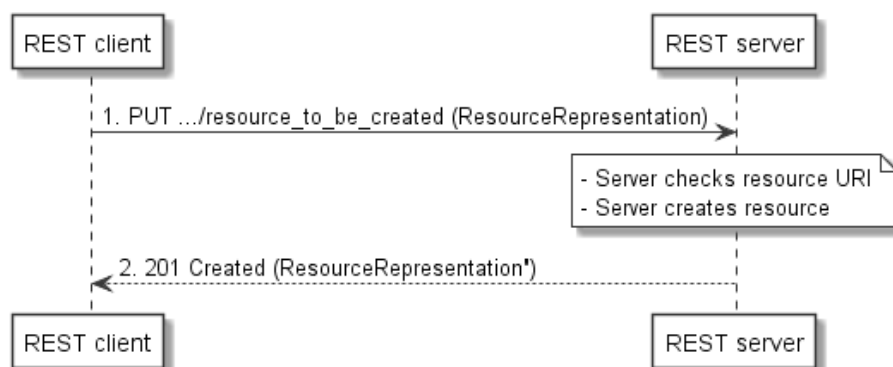 REST client
REST server
1. PUT .../resource_to_be_created (ResourceRepresentation)
- Server checks resource URI
- Server creates resource
2. 201 Created (ResourceRepresentation")
REST client
REST server